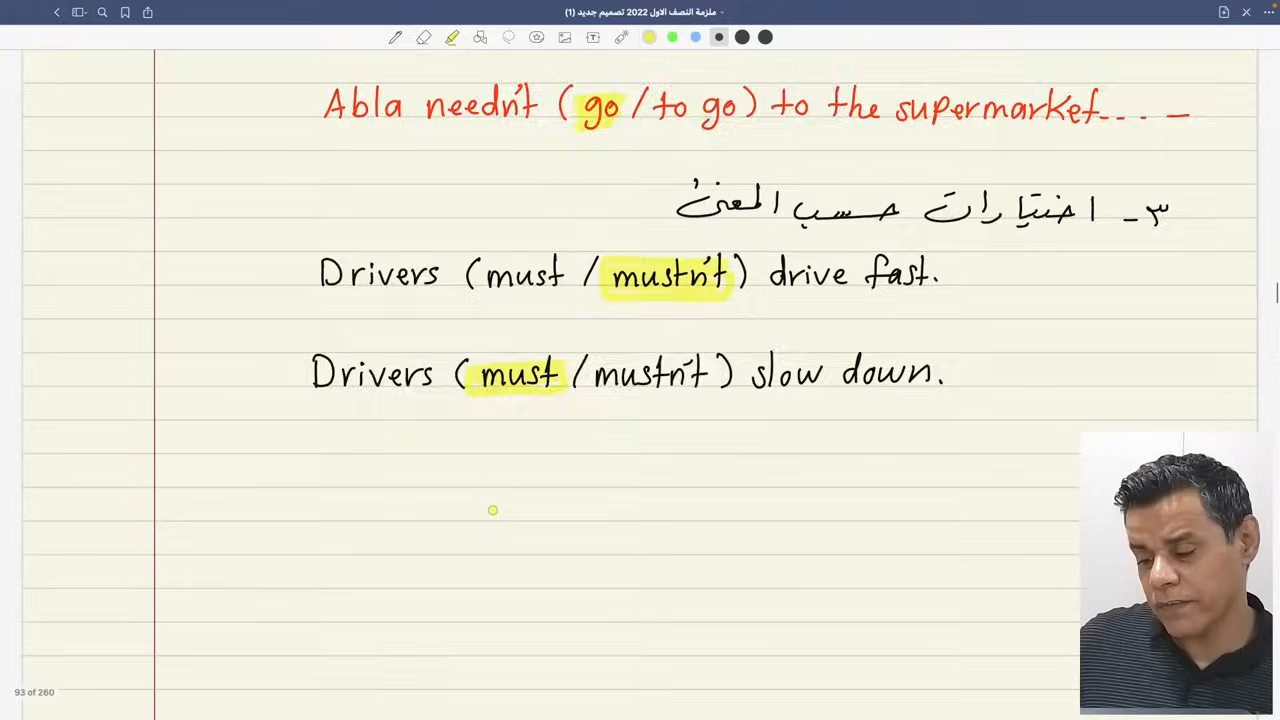 ملزمة النصف الاول 2022 تصميم جديد (1)
Abla needn't (go / to go) to the supermarket....-
٣- اختيارات حسب المعنى
Drivers (must / mustn't) drive fast.
Drivers (must / mustn't) slow down.
93 of 260